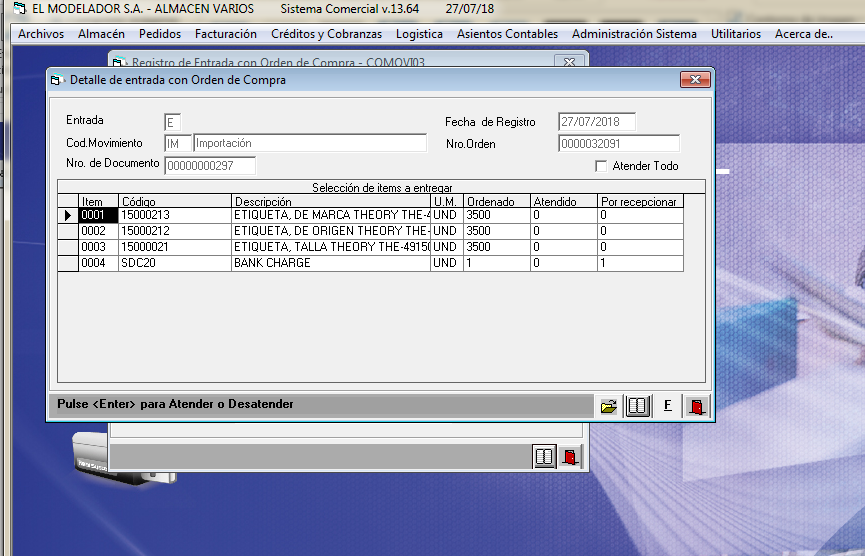 EL MODELADOR S.A. - ALMACEN VARIOS Sistema Comercial v.13.64 27/07/18
Archivos Almacén Pedidos Facturación Créditos y Cobranzas Logistica Asientos Contables Administración Sistema Utilitarios Acerca de..
Registro de Entrada con Orden de Compra - COMOVI03
Detalle de entrada con Orden de Compra
Entrada E Fecha de Registro 27/07/2018
Cod.Movimiento IM Importación Nro.Orden 0000032091
Nro. de Documento 00000000297 Atender Todo
Selección de items a entregar
Item Código Descripción U.M. Ordenado Atendido Por recepcionar
0001 15000213 ETIQUETA, DE MARCA THEORY THE-4 UND 3500 0 0
0002 15000212 ETIQUETA, DE ORIGEN THEORY THE- UND 3500 0 0
0003 15000021 ETIQUETA, TALLA THEORY THE-4915 UND 3500 0 0
0004 SDC20 BANK CHARGE UND 1 0 1
Pulse <Enter> para Atender o Desatender F